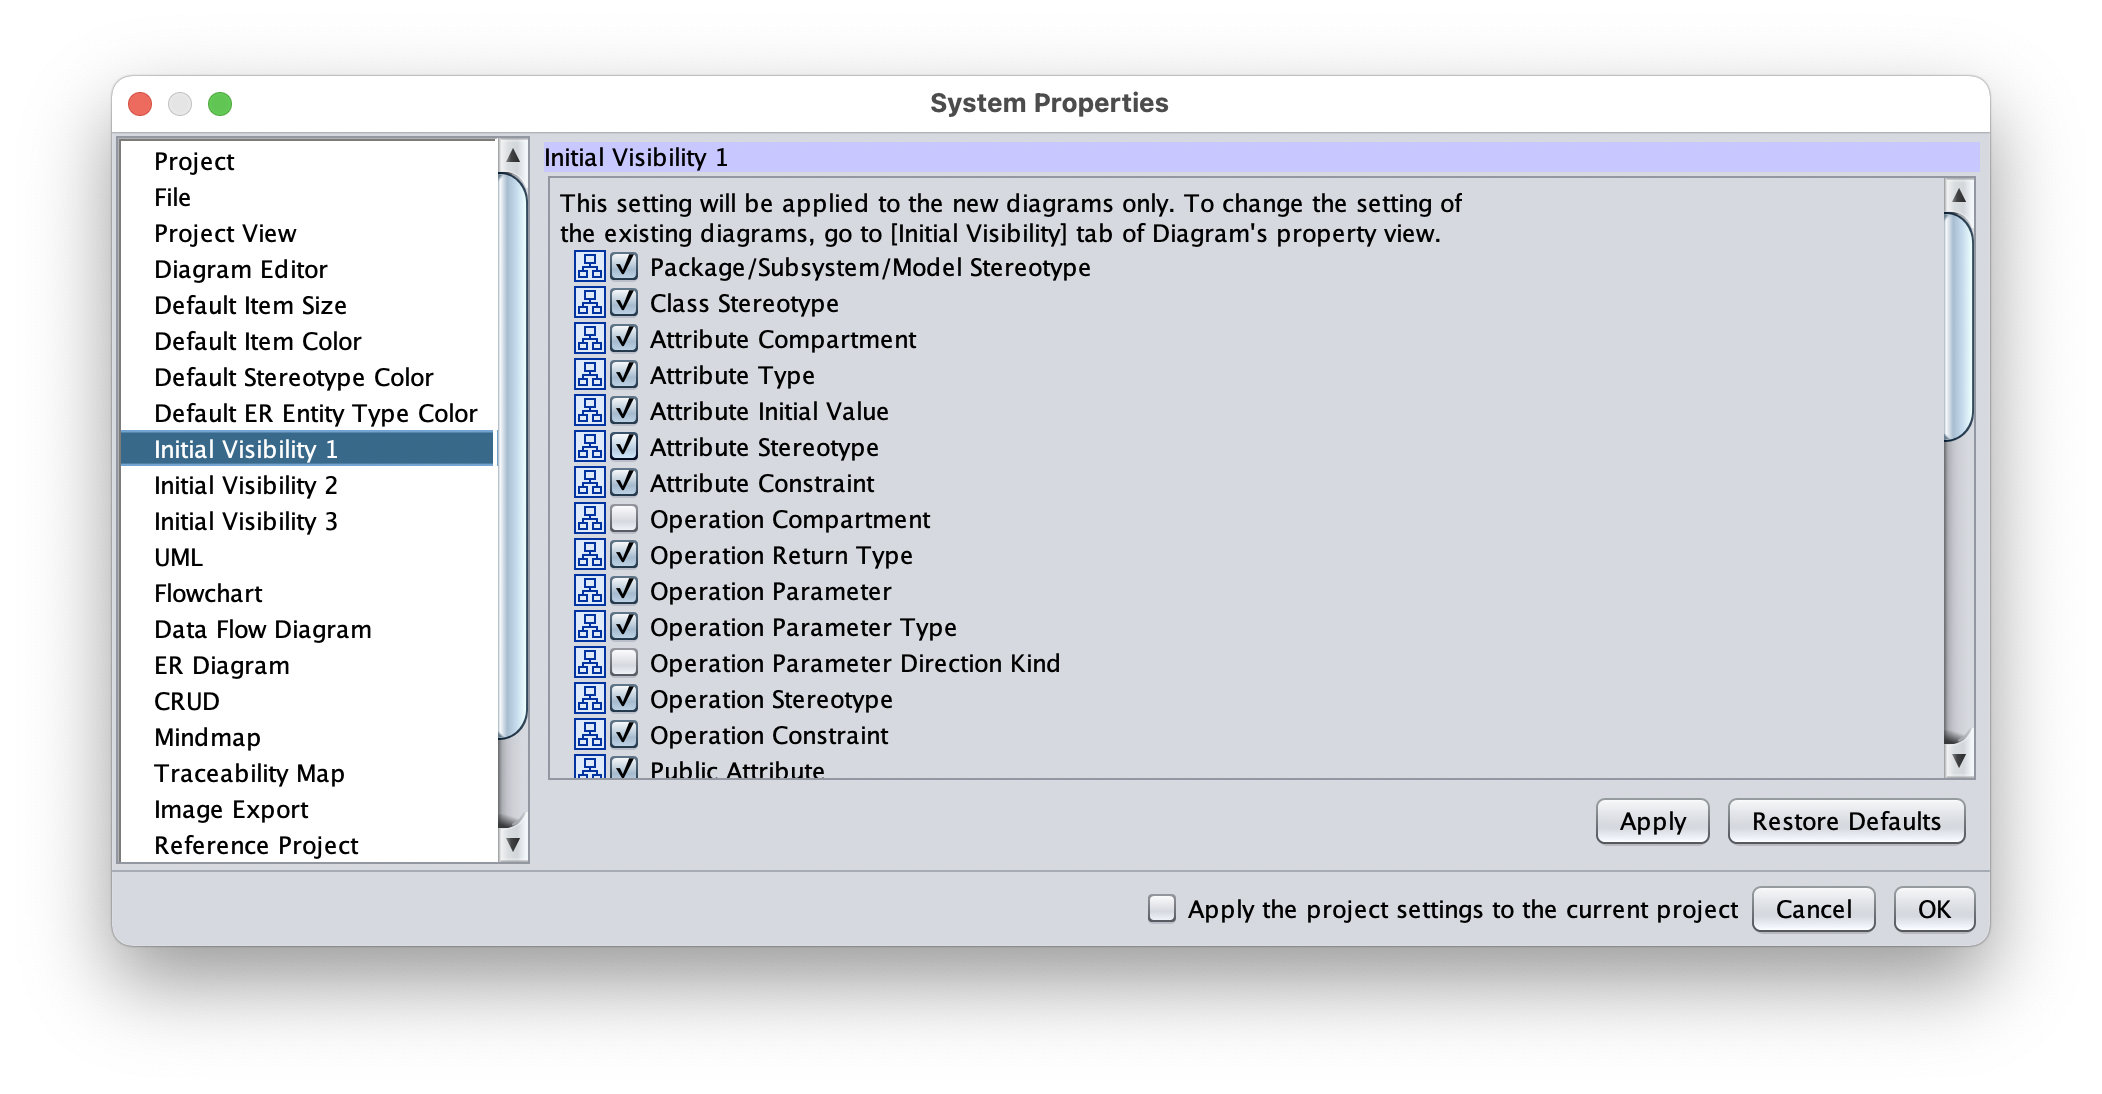 System Properties
Project
File
Project View
Diagram Editor
Default Item Size
Default Item Color
Default Stereotype Color
Default ER Entity Type Color
Initial Visibility 1
Initial Visibility 2
Initial Visibility 3
UML
Flowchart
Data Flow Diagram
ER Diagram
CRUD
Mindmap
Traceability Map
Image Export
Reference Project
Initial Visibility 1
This setting will be applied to the new diagrams only. To change the setting of
the existing diagrams, go to [Initial Visibility] tab of Diagram's property view.
Package/Subsystem/Model Stereotype
Class Stereotype
Attribute Compartment
Attribute Type
Attribute Initial Value
Attribute Stereotype
Attribute Constraint
Operation Compartment
Operation Return Type
Operation Parameter
Operation Parameter Type
Operation Parameter Direction Kind
Operation Stereotype
Operation Constraint
Public Attribute
Apply
Restore Defaults
Apply the project settings to the current project
Cancel
OK